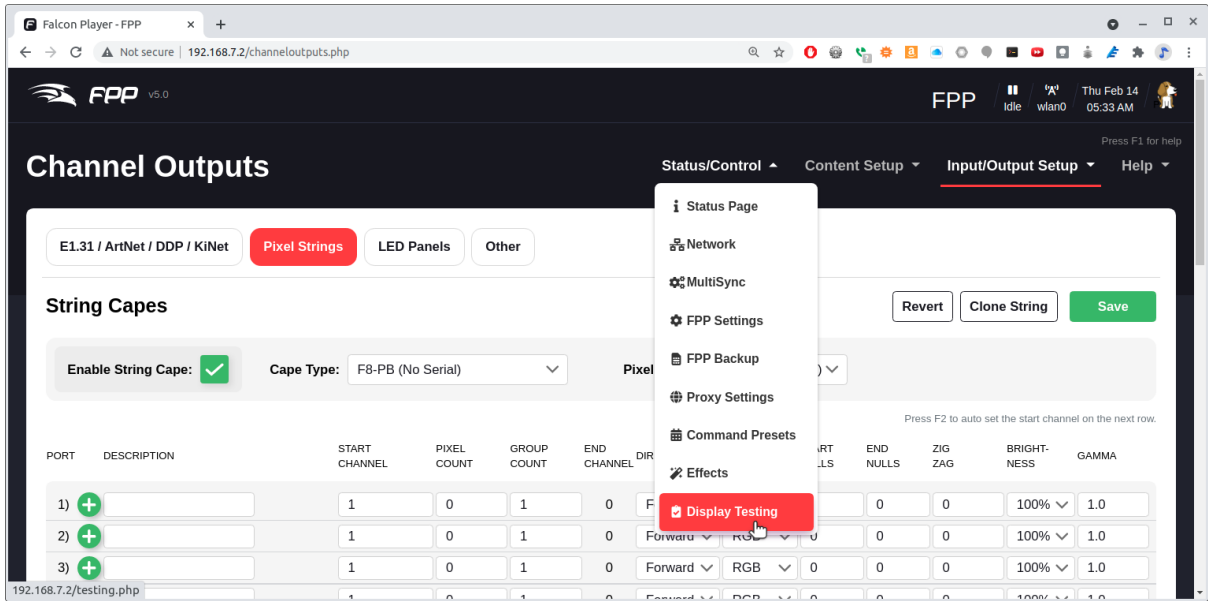 Falcon Player - FPP
Not secure | 192.168.7.2/channeloutputs.php
FPP v5.0
FPP
Idle
wlan0
Thu Feb 14
05:33 AM
Press F1 for help
Channel Outputs
Status/Control
Content Setup
Input/Output Setup
Help
Status Page
Network
MultiSync
FPP Settings
FPP Backup
Proxy Settings
Command Presets
Effects
Display Testing
E1.31 / ArtNet / DDP / KiNet
Pixel Strings
LED Panels
Other
String Capes
Revert
Clone String
Save
Enable String Cape:
Cape Type: F8-PB (No Serial)
Pixel
)
Press F2 to auto set the start channel on the next row.
PORT DESCRIPTION START CHANNEL PIXEL COUNT GROUP COUNT END CHANNEL DIR END NULLS ZIG ZAG BRIGHT-NESS GAMMA
1) 1 0 1 0 F 0 0 100% 1.0
2) 1 0 1 0 Forward RGB 0 0 0 100% 1.0
3) 1 0 1 0 Forward RGB 0 0 0 100% 1.0
192.168.7.2/testing.php